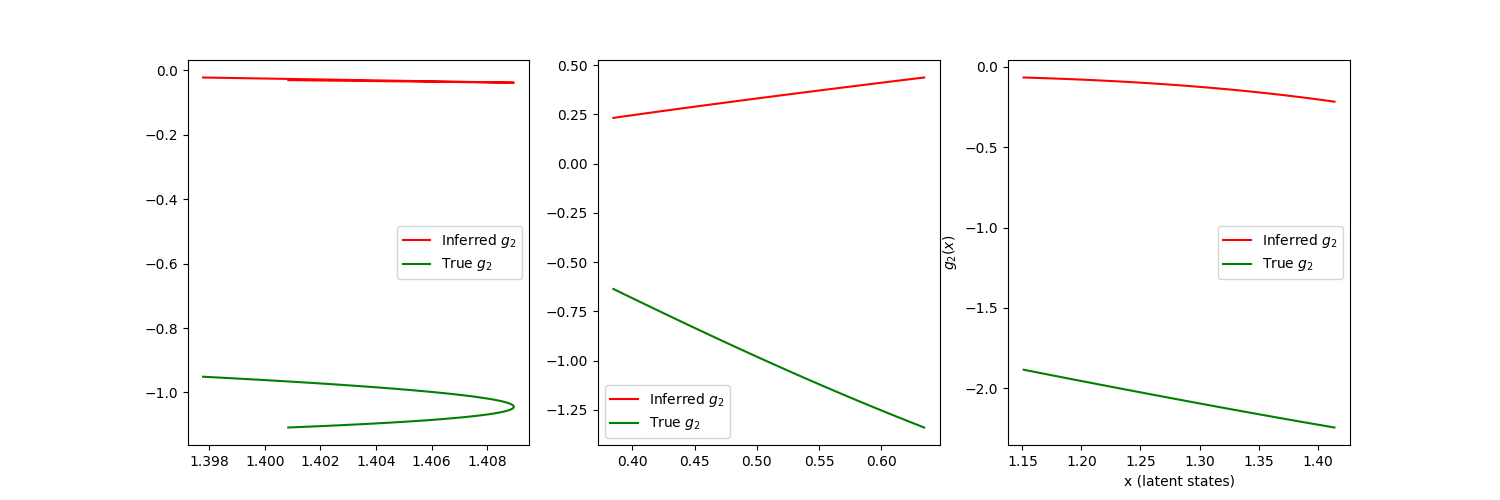 0.0
−0.2
−0.4
−0.6
−0.8
−1.0
1.398 1.400 1.402 1.404 1.406 1.408
Inferred g₂
True g₂
0.50
0.25
0.00
−0.25
−0.50
−0.75
−1.00
−1.25
0.40 0.45 0.50 0.55 0.60
Inferred g₂
True g₂
g₂(x)
0.0
−0.5
−1.0
−1.5
−2.0
1.15 1.20 1.25 1.30 1.35 1.40
x (latent states)
Inferred g₂
True g₂